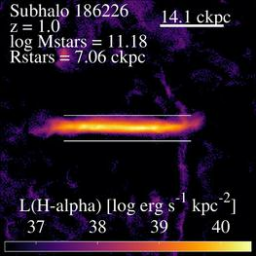 Subhalo 186226
14.1 ckpc
z = 1.0
log Mstars = 11.18
Rstars = 7.06 ckpc
L(H-alpha) [log erg s⁻¹ kpc⁻²]
37 38 39 40